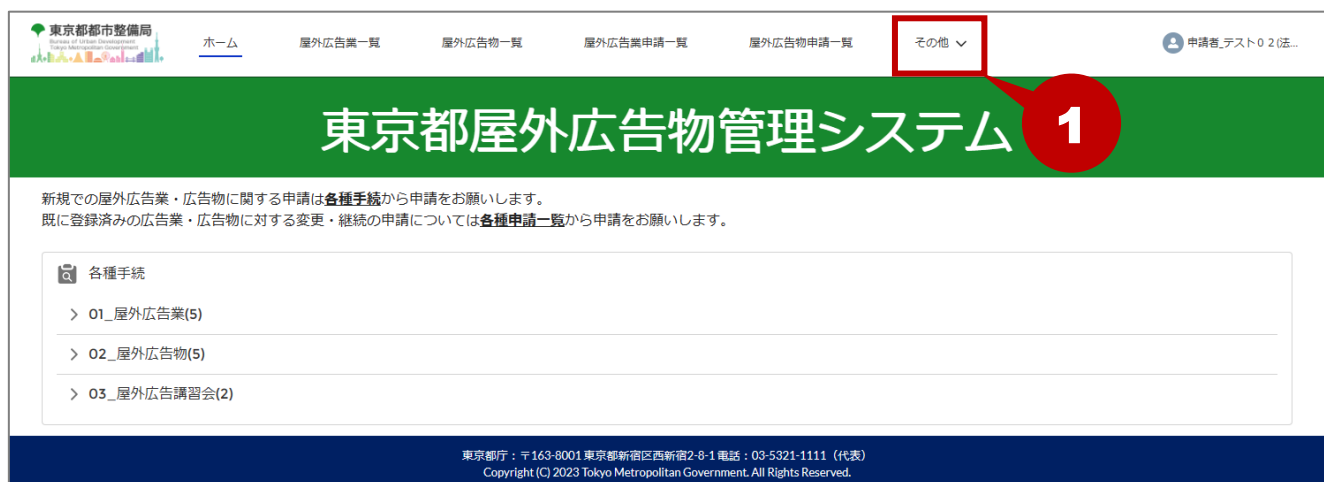 東京都都市整備局
Bureau of Urban Development
Tokyo Metropolitan Government
ホーム
屋外広告業一覧
屋外広告物一覧
屋外広告業申請一覧
屋外広告物申請一覧
その他
申請者_テスト０２(法...
東京都屋外広告物管理システム
1
新規での屋外広告業・広告物に関する申請は各種手続から申請をお願いします。
既に登録済みの広告業・広告物に対する変更・継続の申請については各種申請一覧から申請をお願いします。
各種手続
01_屋外広告業(5)
02_屋外広告物(5)
03_屋外広告講習会(2)
東京都庁：〒163-8001 東京都新宿区西新宿2-8-1 電話：03-5321-1111（代表）
Copyright (C) 2023 Tokyo Metropolitan Government. All Rights Reserved.